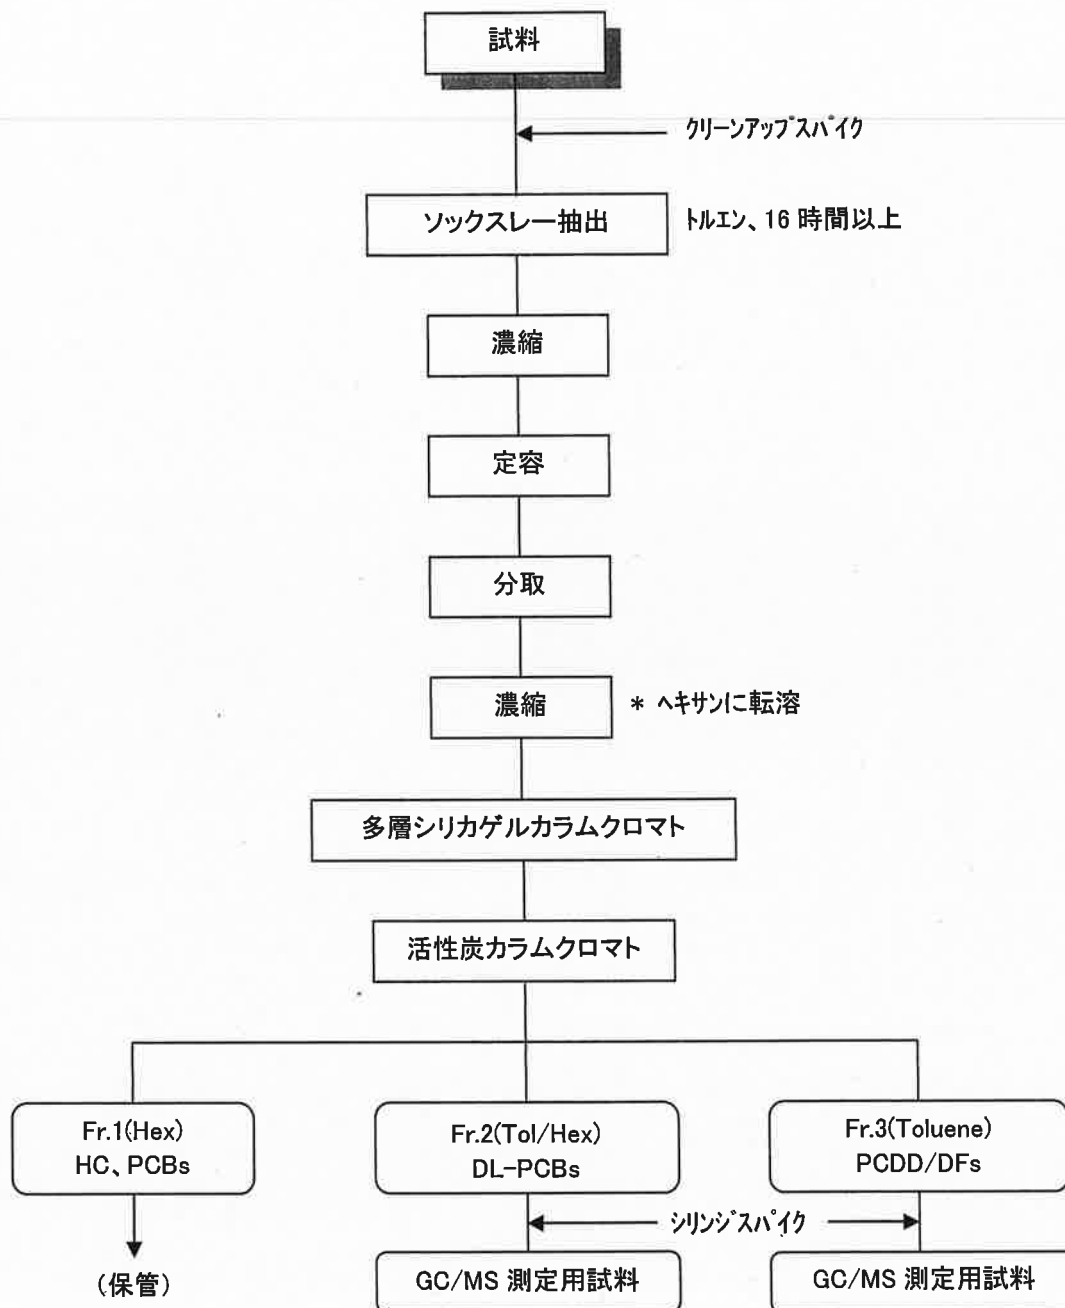 試料
クリーンアップスパイク
ソックスレー抽出
トルエン、16 時間以上
濃縮
定容
分取
濃縮
* ヘキサンに転溶
多層シリカゲルカラムクロマト
活性炭カラムクロマト
Fr.1(Hex)
HC、PCBs
Fr.2(Tol/Hex)
DL-PCBs
Fr.3(Toluene)
PCDD/DFs
シリンジスパイク
(保管)
GC/MS 測定用試料
GC/MS 測定用試料